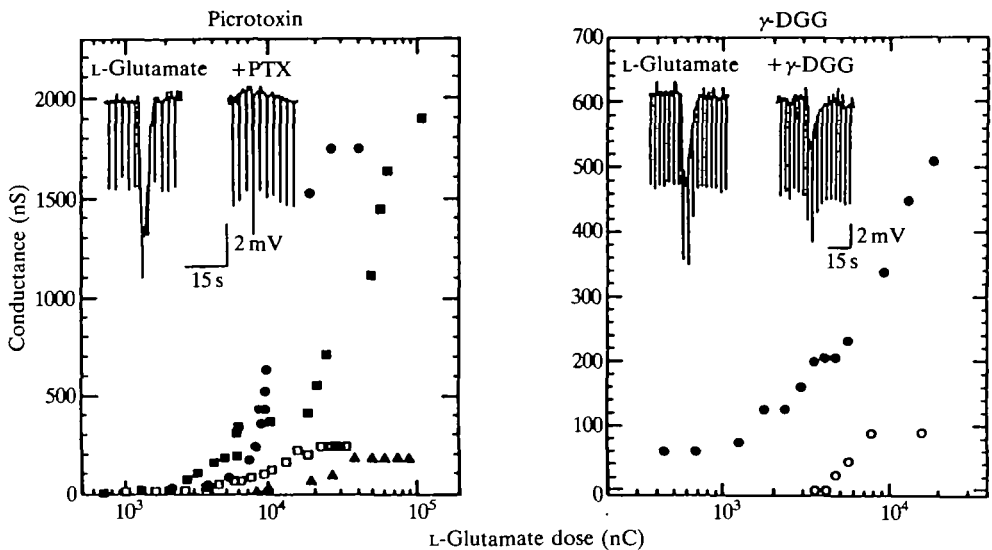 Picrotoxin
L-Glutamate
+PTX
2 mV
15 s
2000
1500
1000
500
0
10³
10⁴
10⁵
Conductance (nS)
γ-DGG
L-Glutamate
+ γ-DGG
2 mV
15 s
700
600
500
400
300
200
100
0
10³
10⁴
L-Glutamate dose (nC)